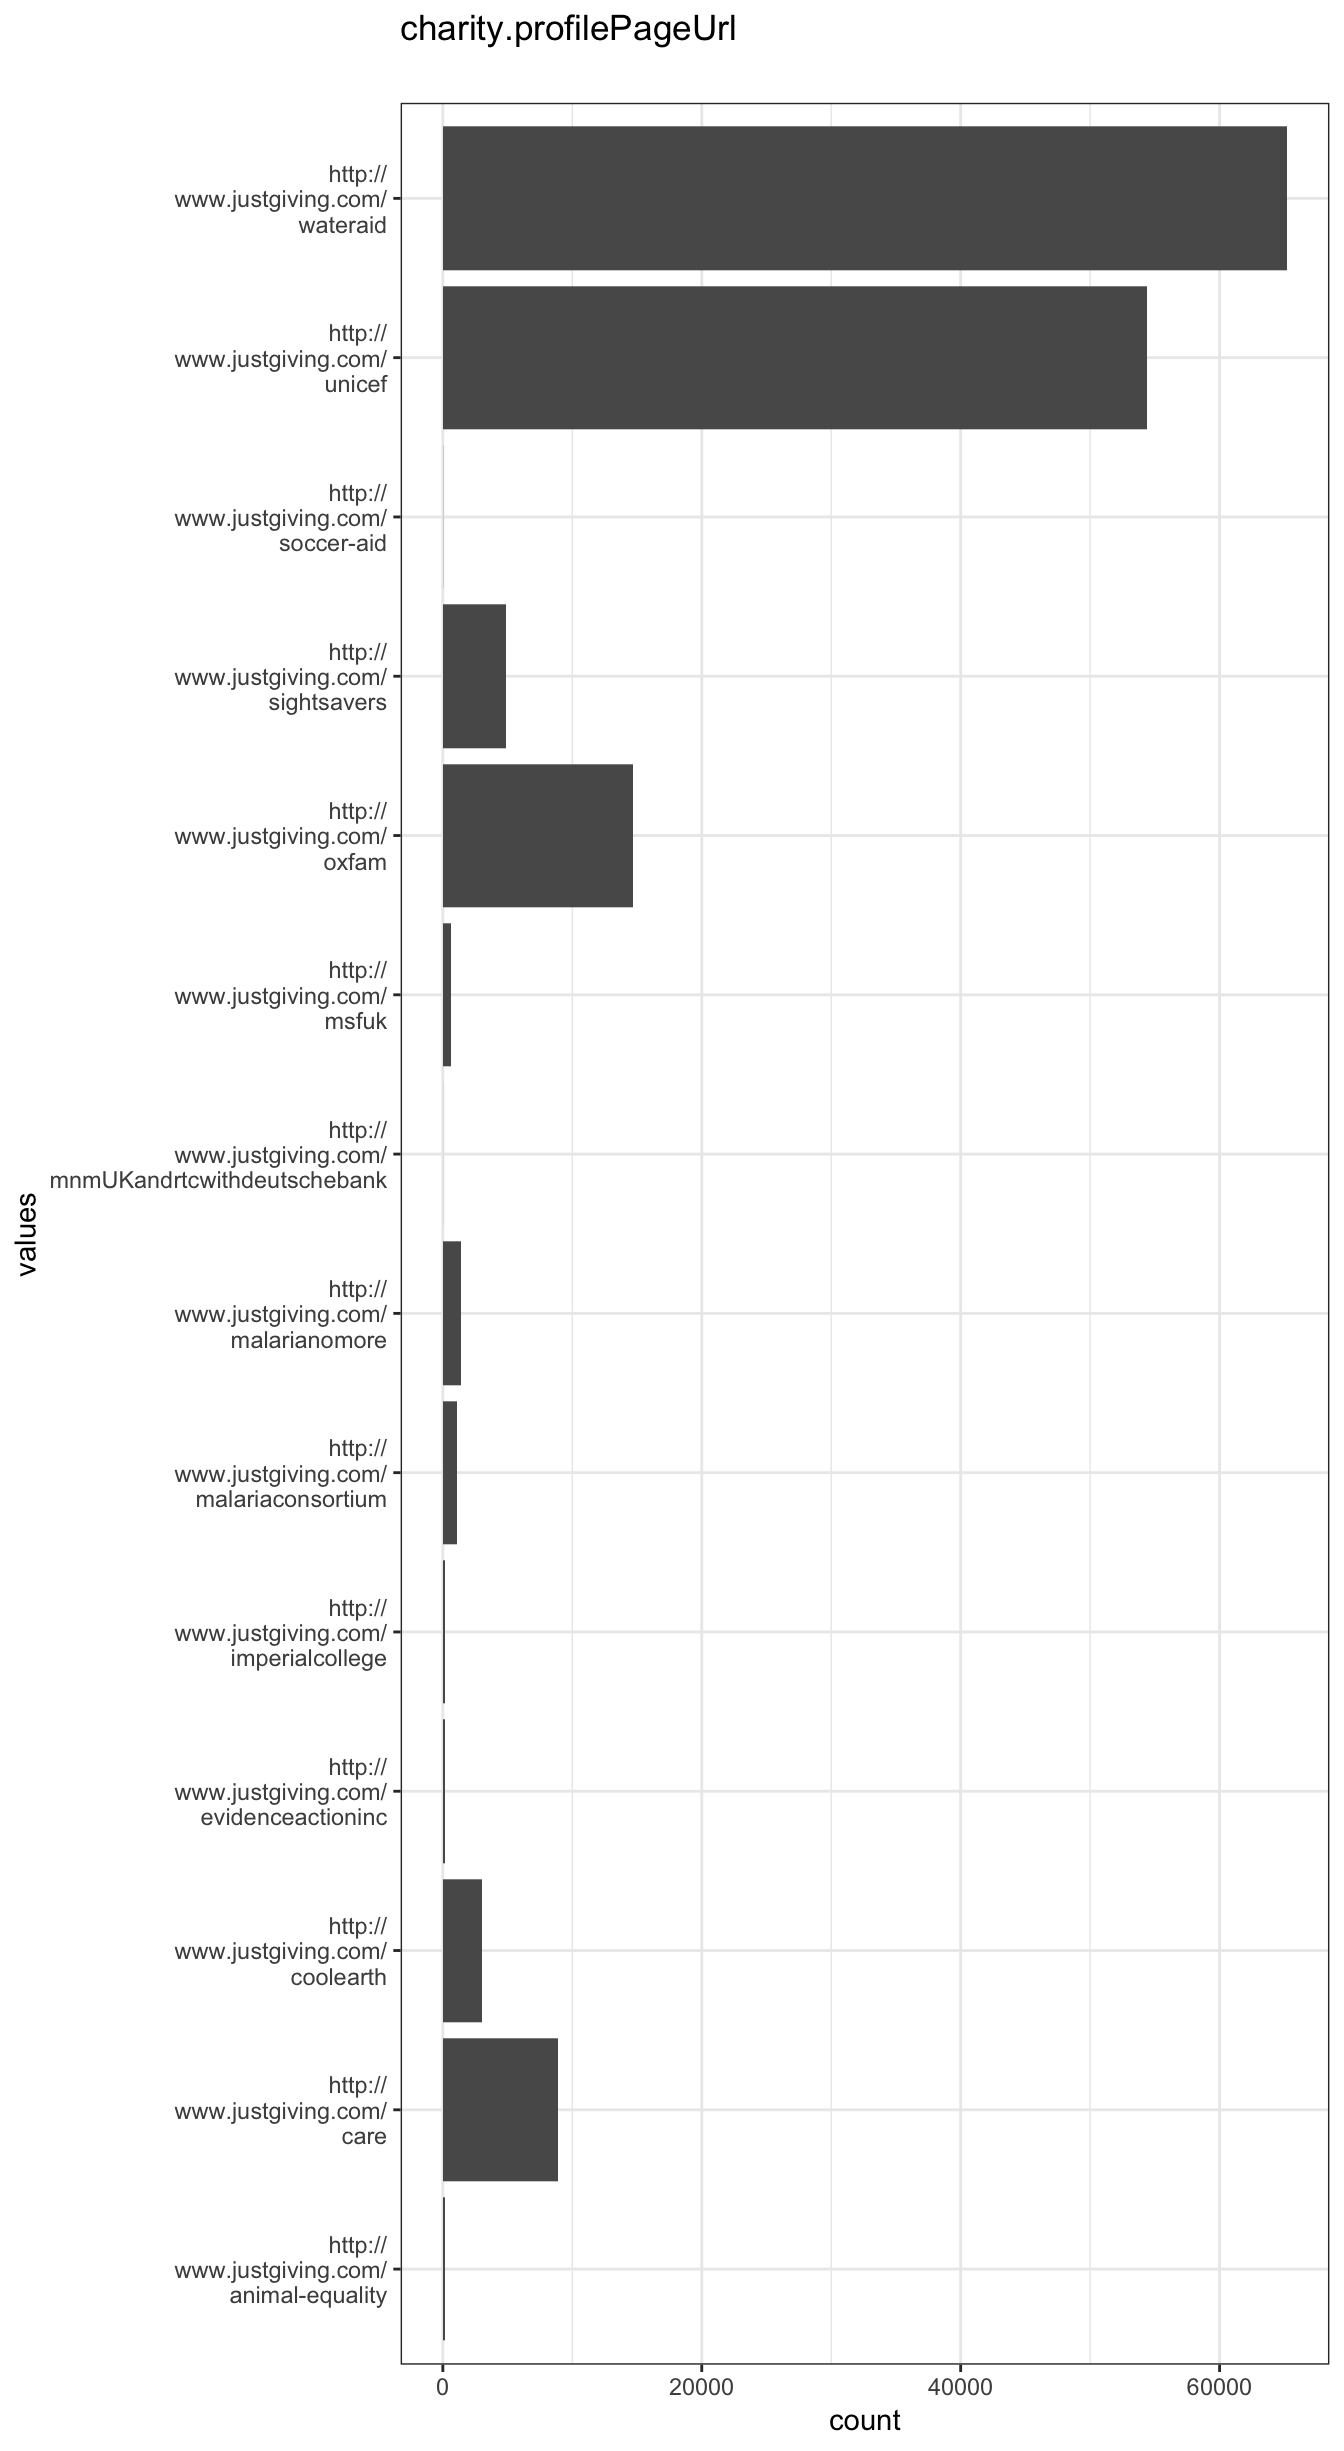 charity.profilePageUrl
http://
www.justgiving.com/
wateraid
http://
www.justgiving.com/
unicef
http://
www.justgiving.com/
soccer-aid
http://
www.justgiving.com/
sightsavers
http://
www.justgiving.com/
oxfam
http://
www.justgiving.com/
msfuk
http://
www.justgiving.com/
mnmUKandrtcwithdeutschebank
values
http://
www.justgiving.com/
malarianomore
http://
www.justgiving.com/
malariaconsortium
http://
www.justgiving.com/
imperialcollege
http://
www.justgiving.com/
evidenceactioninc
http://
www.justgiving.com/
coolearth
http://
www.justgiving.com/
care
http://
www.justgiving.com/
animal-equality
0 20000 40000 60000
count